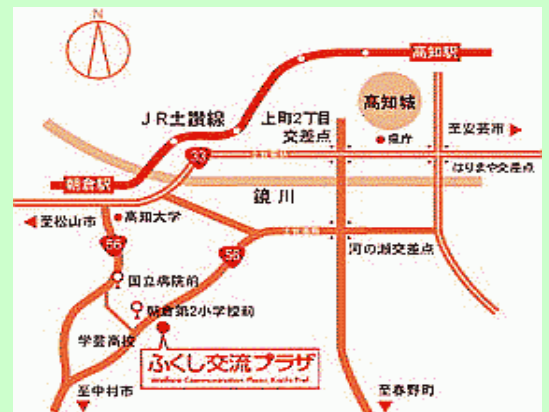 N
高知駅
JR土讃線
上町2丁目
交差点
高知城
県庁
至安芸市
33
はりまや交差点
朝倉駅
鏡川
至松山市
高知大学
56
56
河の瀬交差点
国立病院前
朝倉第2小学校前
学芸高校
ふくし交流プラザ
至中村市
至春野町